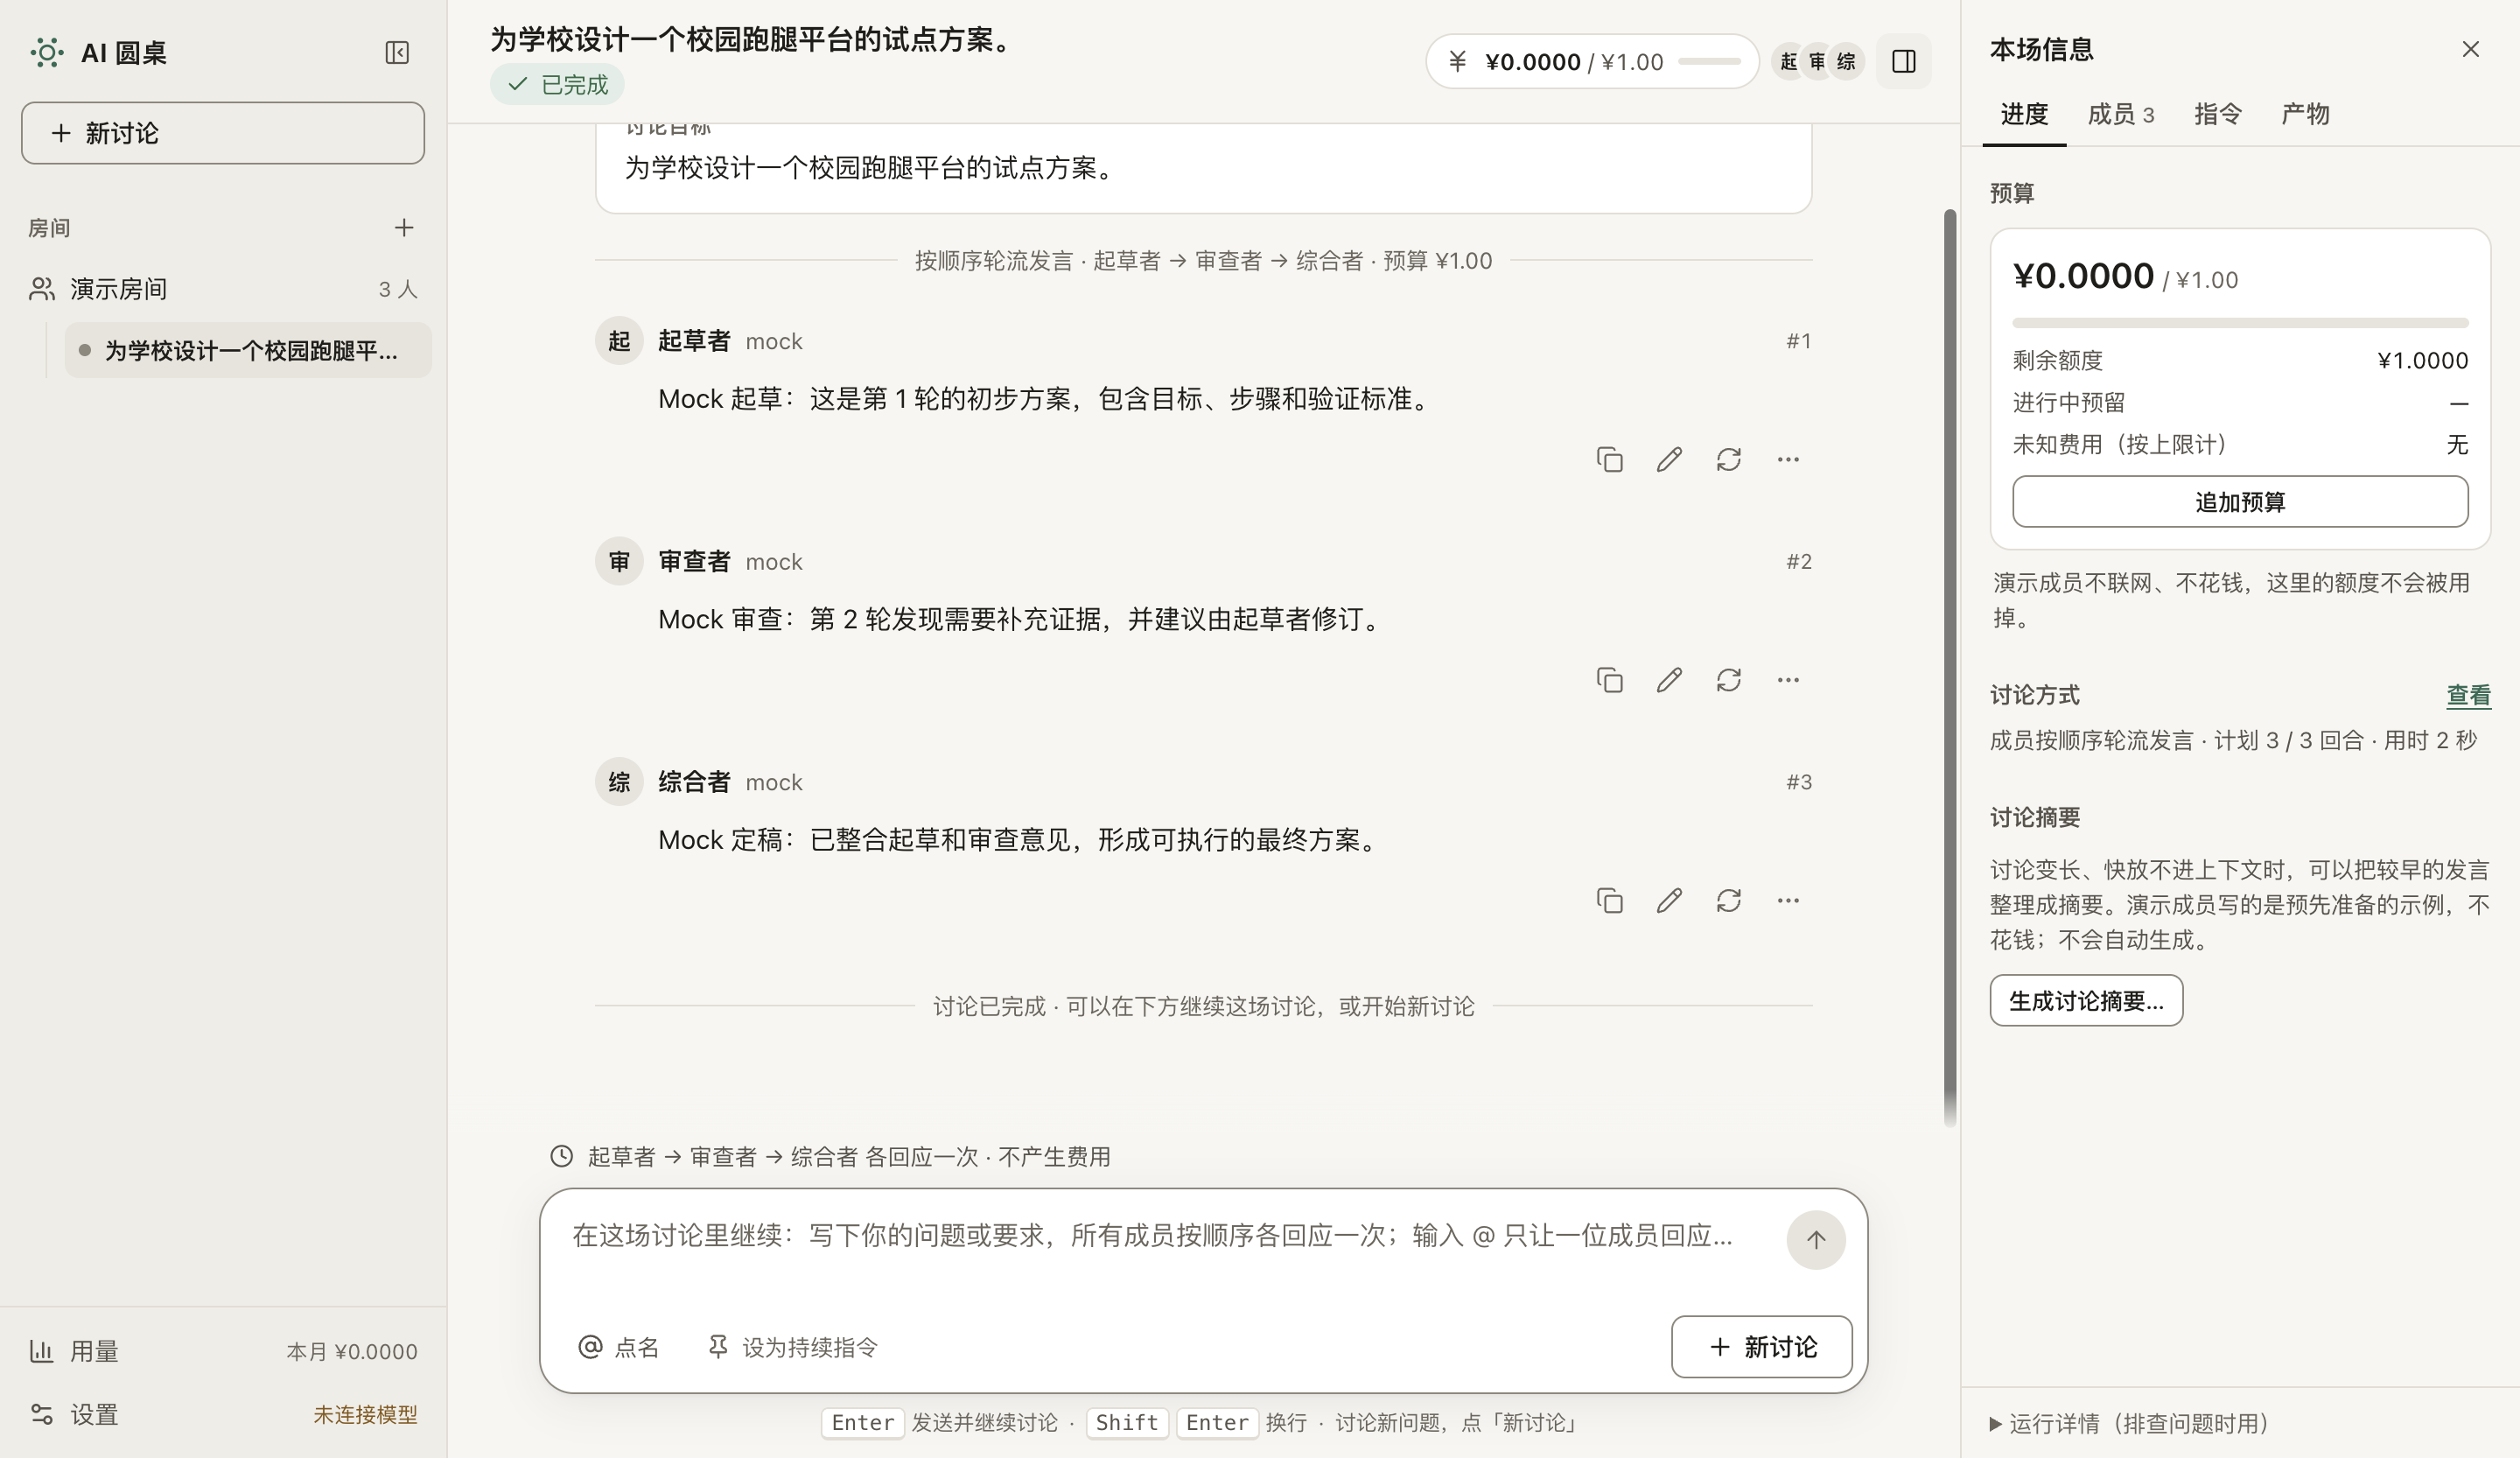 AI 圆桌
新讨论
房间
演示房间 3 人
为学校设计一个校园跑腿平...
用量 本月 ¥0.0000
设置 未连接模型
为学校设计一个校园跑腿平台的试点方案。
已完成
¥0.0000 / ¥1.00
起 审 综
讨论目标
为学校设计一个校园跑腿平台的试点方案。
按顺序轮流发言 · 起草者 → 审查者 → 综合者 · 预算 ¥1.00
起 起草者 mock #1
Mock 起草：这是第 1 轮的初步方案，包含目标、步骤和验证标准。
审 审查者 mock #2
Mock 审查：第 2 轮发现需要补充证据，并建议由起草者修订。
综 综合者 mock #3
Mock 定稿：已整合起草和审查意见，形成可执行的最终方案。
讨论已完成 · 可以在下方继续这场讨论，或开始新讨论
起草者 → 审查者 → 综合者 各回应一次 · 不产生费用
在这场讨论里继续：写下你的问题或要求，所有成员按顺序各回应一次；输入 @ 只让一位成员回应...
点名 设为持续指令 新讨论
Enter 发送并继续讨论 · Shift Enter 换行 · 讨论新问题，点「新讨论」
本场信息
进度 成员 3 指令 产物
预算
¥0.0000 / ¥1.00
剩余额度 ¥1.0000
进行中预留 —
未知费用（按上限计） 无
追加预算
演示成员不联网、不花钱，这里的额度不会被用
掉。
讨论方式 查看
成员按顺序轮流发言 · 计划 3 / 3 回合 · 用时 2 秒
讨论摘要
讨论变长、快放不进上下文时，可以把较早的发言
整理成摘要。演示成员写的是预先准备的示例，不
花钱；不会自动生成。
生成讨论摘要...
运行详情（排查问题时用）